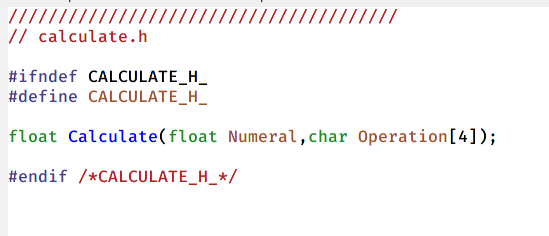 ///////////////////////////////////////
// calculate.h
#ifndef CALCULATE_H_
#define CALCULATE_H_
float Calculate(float Numeral,char Operation[4]);
#endif /*CALCULATE_H_*/